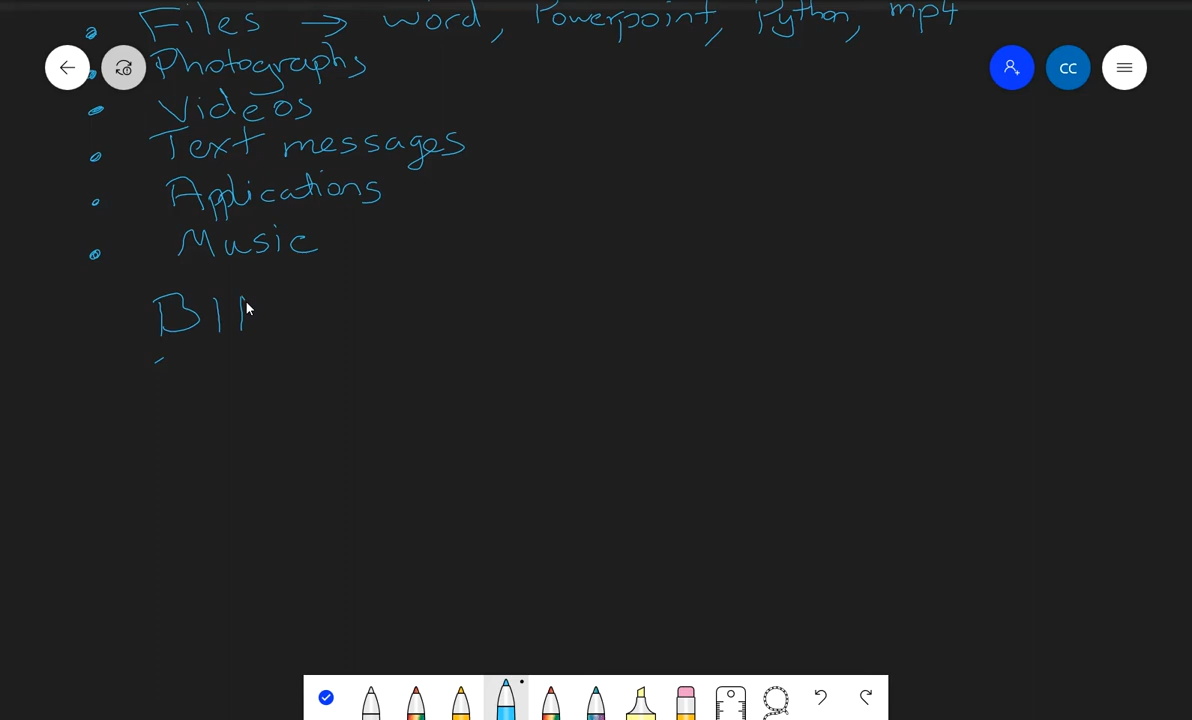 Files → word, Powerpoint, Python, mp4
Photographs
Videos
Text messages
Applications
Music
CC